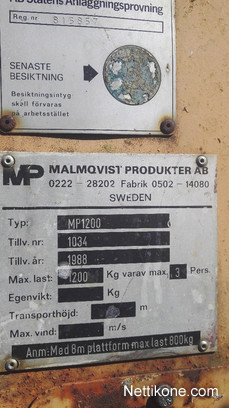 AB Statens Anläggningsprovning
Reg. nr
SENASTE
BESIKTNING
Besiktningsintyg
skall förvaras
på arbetsstället
MP MALMQVIST PRODUKTER AB
0222 - 28202 Fabrik 0502 - 14080
SWEDEN
Typ: MP1200
Tillv. nr: 1034
Tillv. år: 1988
Max. last: 1200 Kg varav max. 3 Pers.
Egenvikt: Kg
Transporthöjd: m
Max. vind: m/s
Anm: Med 8m plattform max last 800kg
Nettikone.com